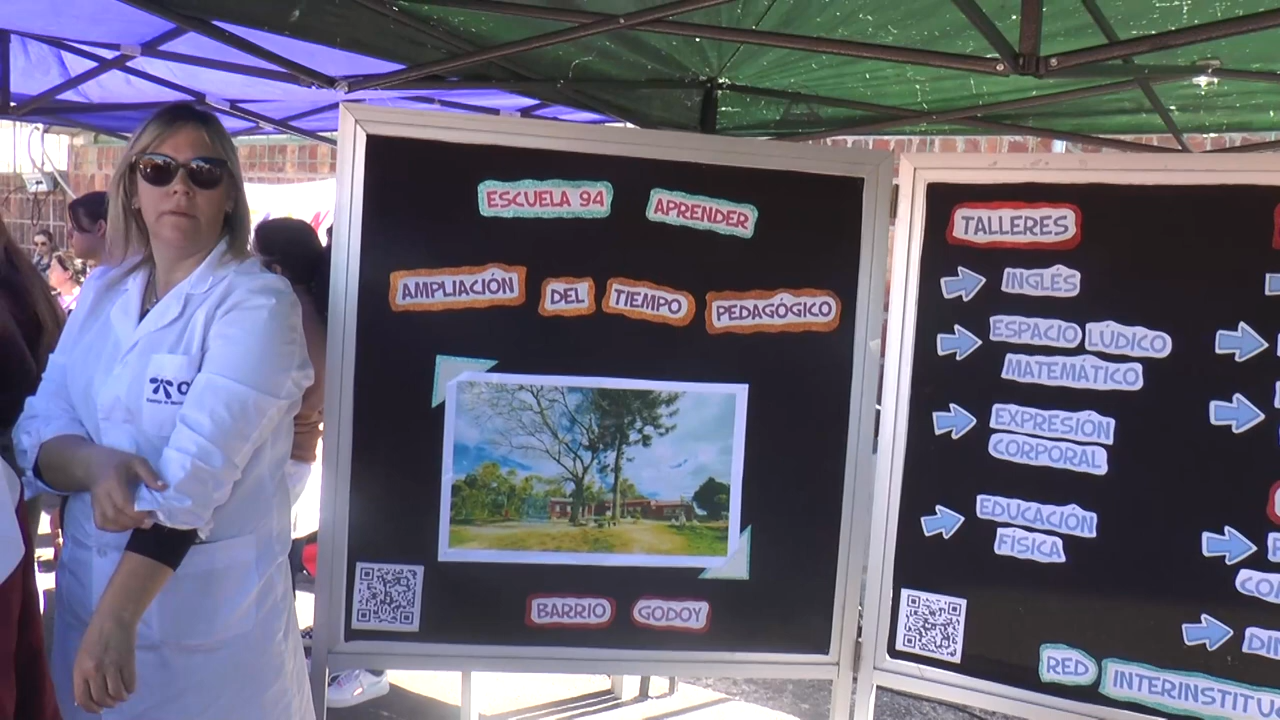 ESCUELA 94 APRENDER
AMPLIACIÓN DEL TIEMPO PEDAGÓGICO
BARRIO GODOY
TALLERES
INGLÉS
ESPACIO LÚDICO
MATEMÁTICO
EXPRESIÓN
CORPORAL
EDUCACIÓN
FÍSICA
RED